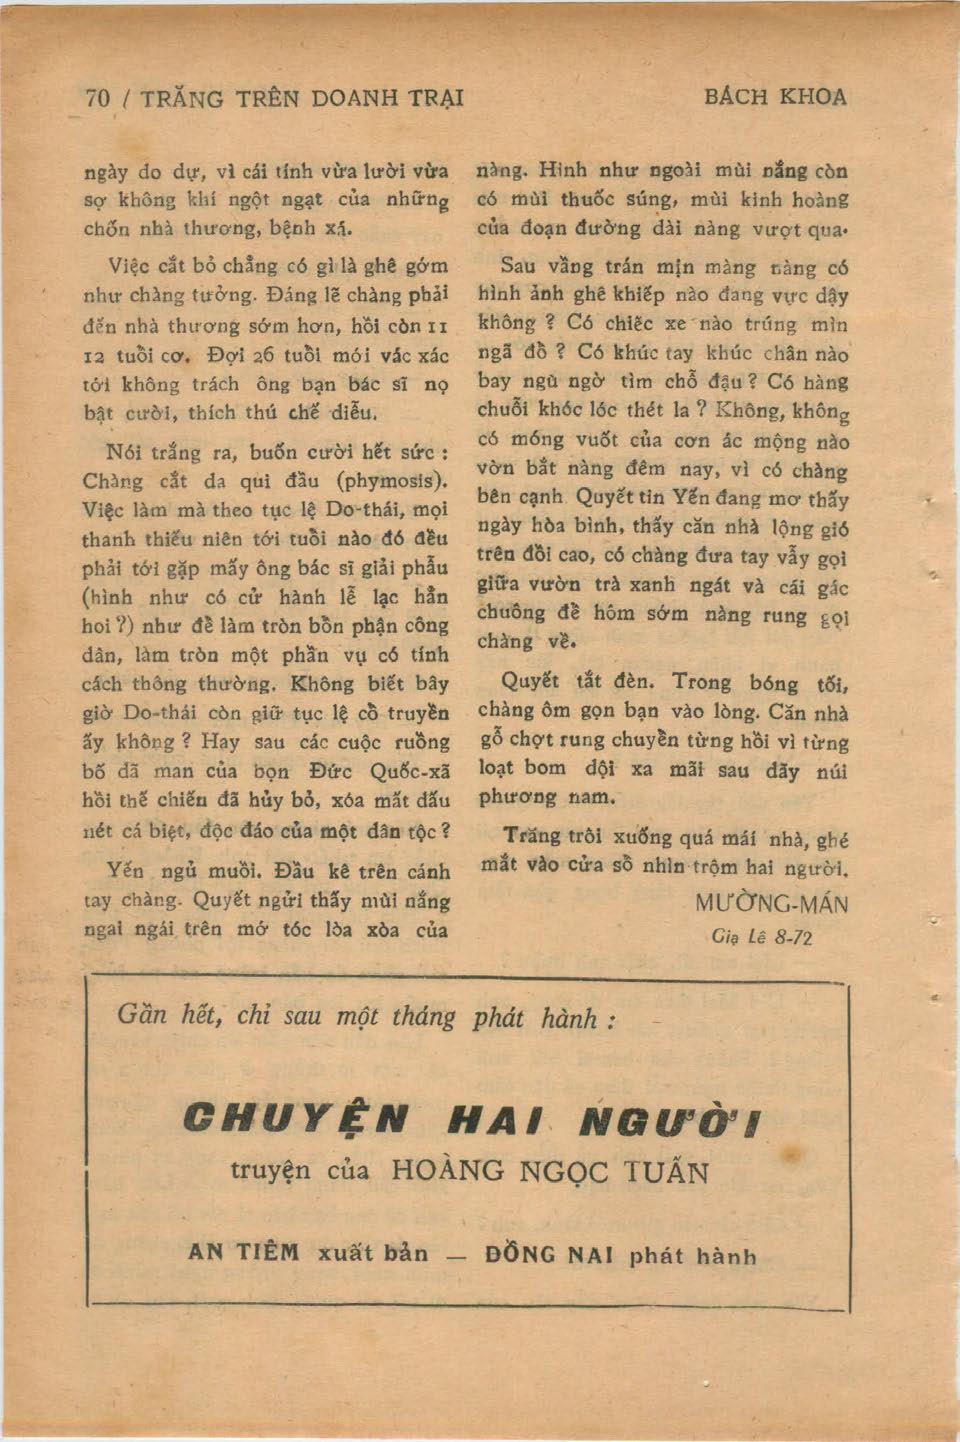 70 / TRĂNG TRÊN DOANH TRẠI
BÁCH KHOA
ngày do dự, vì cái tính vừa lười vừa
sợ không khí ngột ngạt của những
chốn nhà thương, bệnh xá.
Việc cắt bỏ chẳng có gì là ghê gớm
như chàng tưởng. Đáng lẽ chàng phải
đến nhà thương sớm hơn, hồi còn 11
12 tuổi cơ. Đợi 26 tuổi mới vác xác
tới không trách ông bạn bác sĩ nọ
bật cười, thích thú chế diễu.
Nói trắng ra, buồn cười hết sức :
Chàng cắt da qui đầu (phymosis).
Việc làm mà theo tục lệ Do-thái, mọi
thanh thiếu niên tới tuổi nào đó đều
phải tới gặp mấy ông bác sĩ giải phẫu
(hình như có cử hành lễ lạc hẳn
hoi ?) như để làm tròn bổn phận công
dân, làm tròn một phần vụ có tính
cách thông thường. Không biết bây
giờ Do-thái còn giữ tục lệ cổ truyền
ấy không ? Hay sau các cuộc ruồng
bố dã man của bọn Đức Quốc-xã
hồi thế chiến đã hủy bỏ, xóa mất dấu
nét cá biệt, độc đáo của một dân tộc ?
Yến ngủ muồi. Đầu kê trên cánh
tay chàng. Quyết ngửi thấy mùi nắng
ngai ngái trên mớ tóc lòa xòa của
nàng. Hình như ngoài mùi nắng còn
có mùi thuốc súng, mùi kinh hoàng
của đoạn đường dài nàng vượt qua.
Sau vầng trán mịn màng nàng có
hình ảnh ghê khiếp nào đang vực dậy
không ? Có chiếc xe nào trúng mìn
ngã đổ ? Có khúc tay khúc chân nào
bay ngù ngờ tìm chỗ đậu ? Có hàng
chuỗi khóc lóc thét la ? Không, không
có móng vuốt của cơn ác mộng nào
vờn bắt nàng đêm nay, vì có chàng
bên cạnh Quyết tin Yến đang mơ thấy
ngày hòa bình, thấy căn nhà lộng gió
trên đồi cao, có chàng đưa tay vẫy gọi
giữa vườn trà xanh ngát và cái gác
chuông để hôm sớm nàng rung gọi
chàng về.
Quyết tắt đèn. Trong bóng tối,
chàng ôm gọn bạn vào lòng. Căn nhà
gỗ chợt rung chuyển từng hồi vì từng
loạt bom dội xa mãi sau dãy núi
phương nam.
Trăng trôi xuống quá mái nhà, ghé
mắt vào cửa sổ nhìn trộm hai người.
MƯỜNG-MÁN
Giạ Lê 8-72
Gần hết, chỉ sau một tháng phát hành :
CHUYỆN HAI NGƯỜI
truyện của HOÀNG NGỌC TUẤN
AN TIÊM xuất bản — ĐỒNG NAI phát hành